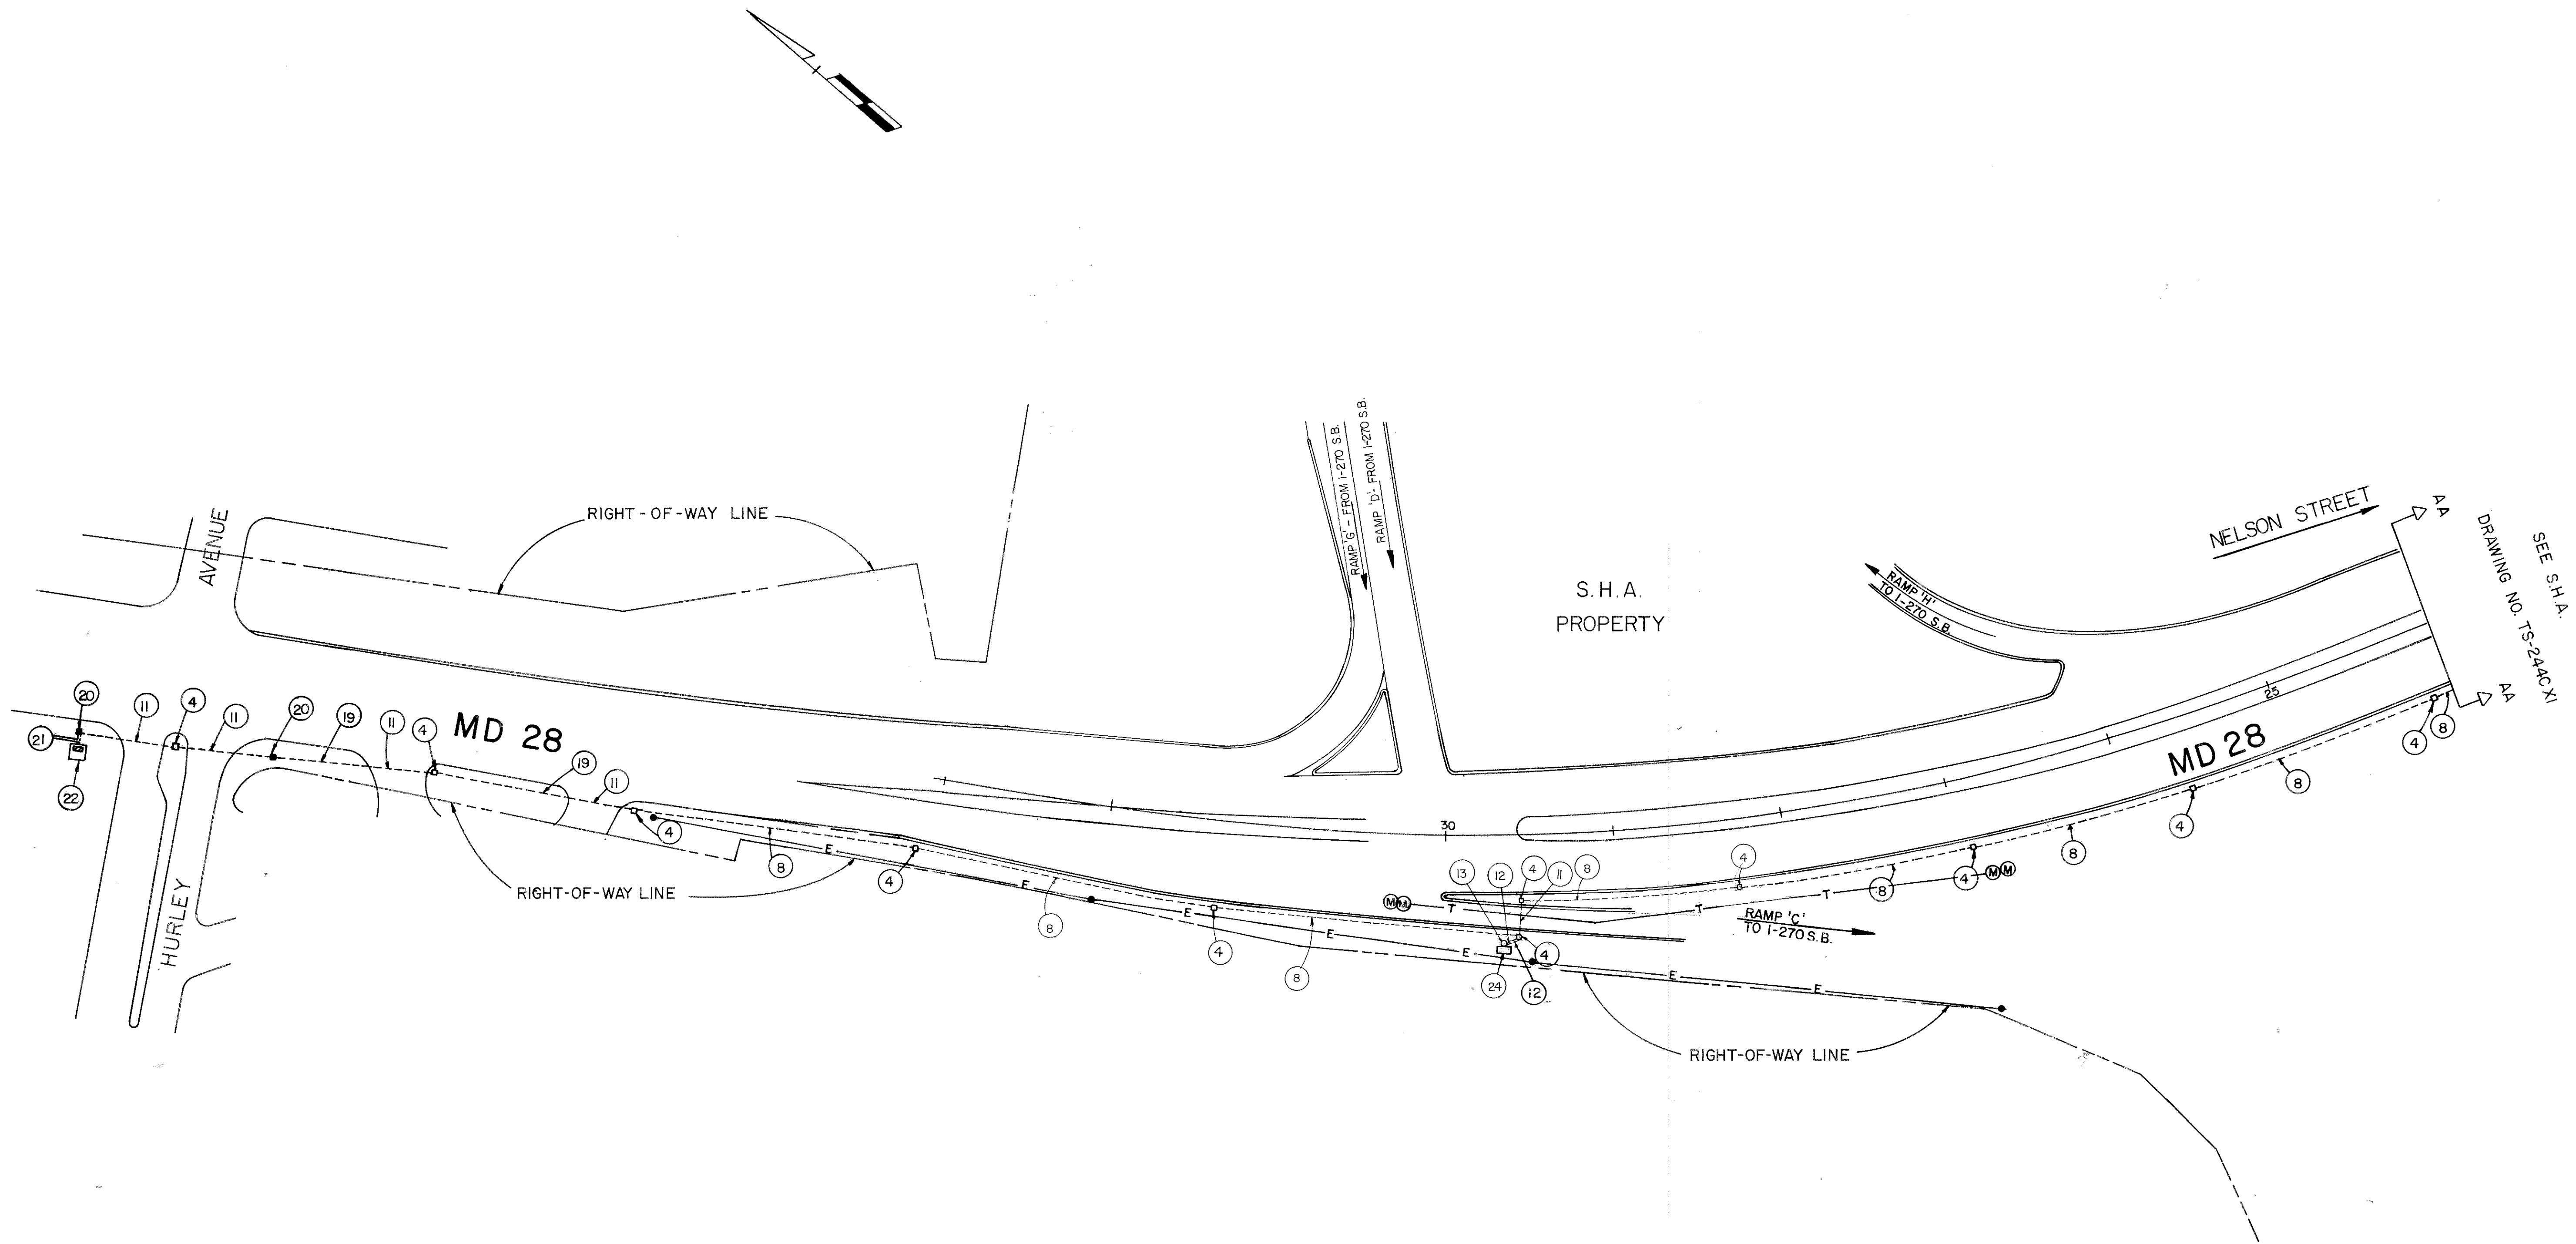 RAMP 'G' - FROM I-270 S.B.
RAMP 'D' - FROM I-270 S.B.
RIGHT-OF-WAY LINE
AVENUE
S.H.A.
PROPERTY
RAMP 'H'
TO I-270 S.B.
NELSON STREET
AA
SEE S.H.A.
DRAWING NO. TS-244C XI
AA
20
11
4
11
20
19
11
4
MD 28
21
22
19
11
4
8
4
25
MD 28
4
8
8
4
8
30
13
12
4
11
8
4
8
4
M M
M M
T
T
T
E
E
E
E
E
E
E
RIGHT-OF-WAY LINE
HURLEY
8
4
8
24
12
4
RAMP 'C'
TO I-270 S.B.
RIGHT-OF-WAY LINE